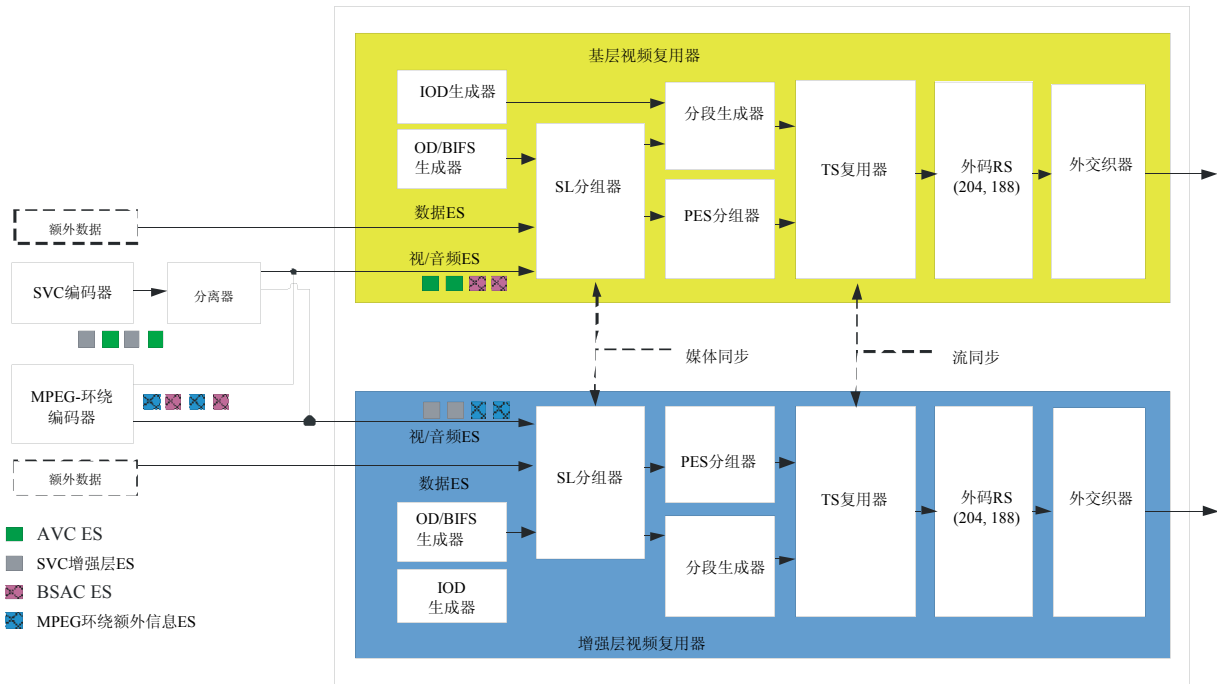 基层视频复用器
IOD生成器
OD/BIFS
生成器
SL分组器
分段生成器
PES分组器
TS复用器
外码RS
(204, 188)
外交织器
额外数据
数据ES
视/音频ES
SVC编码器
分离器
媒体同步
流同步
MPEG-环绕
编码器
视/音频ES
额外数据
数据ES
SL分组器
PES分组器
TS复用器
外码RS
(204, 188)
外交织器
OD/BIFS
生成器
分段生成器
IOD
生成器
增强层视频复用器
AVC ES
SVC增强层ES
BSAC ES
MPEG环绕额外信息ES